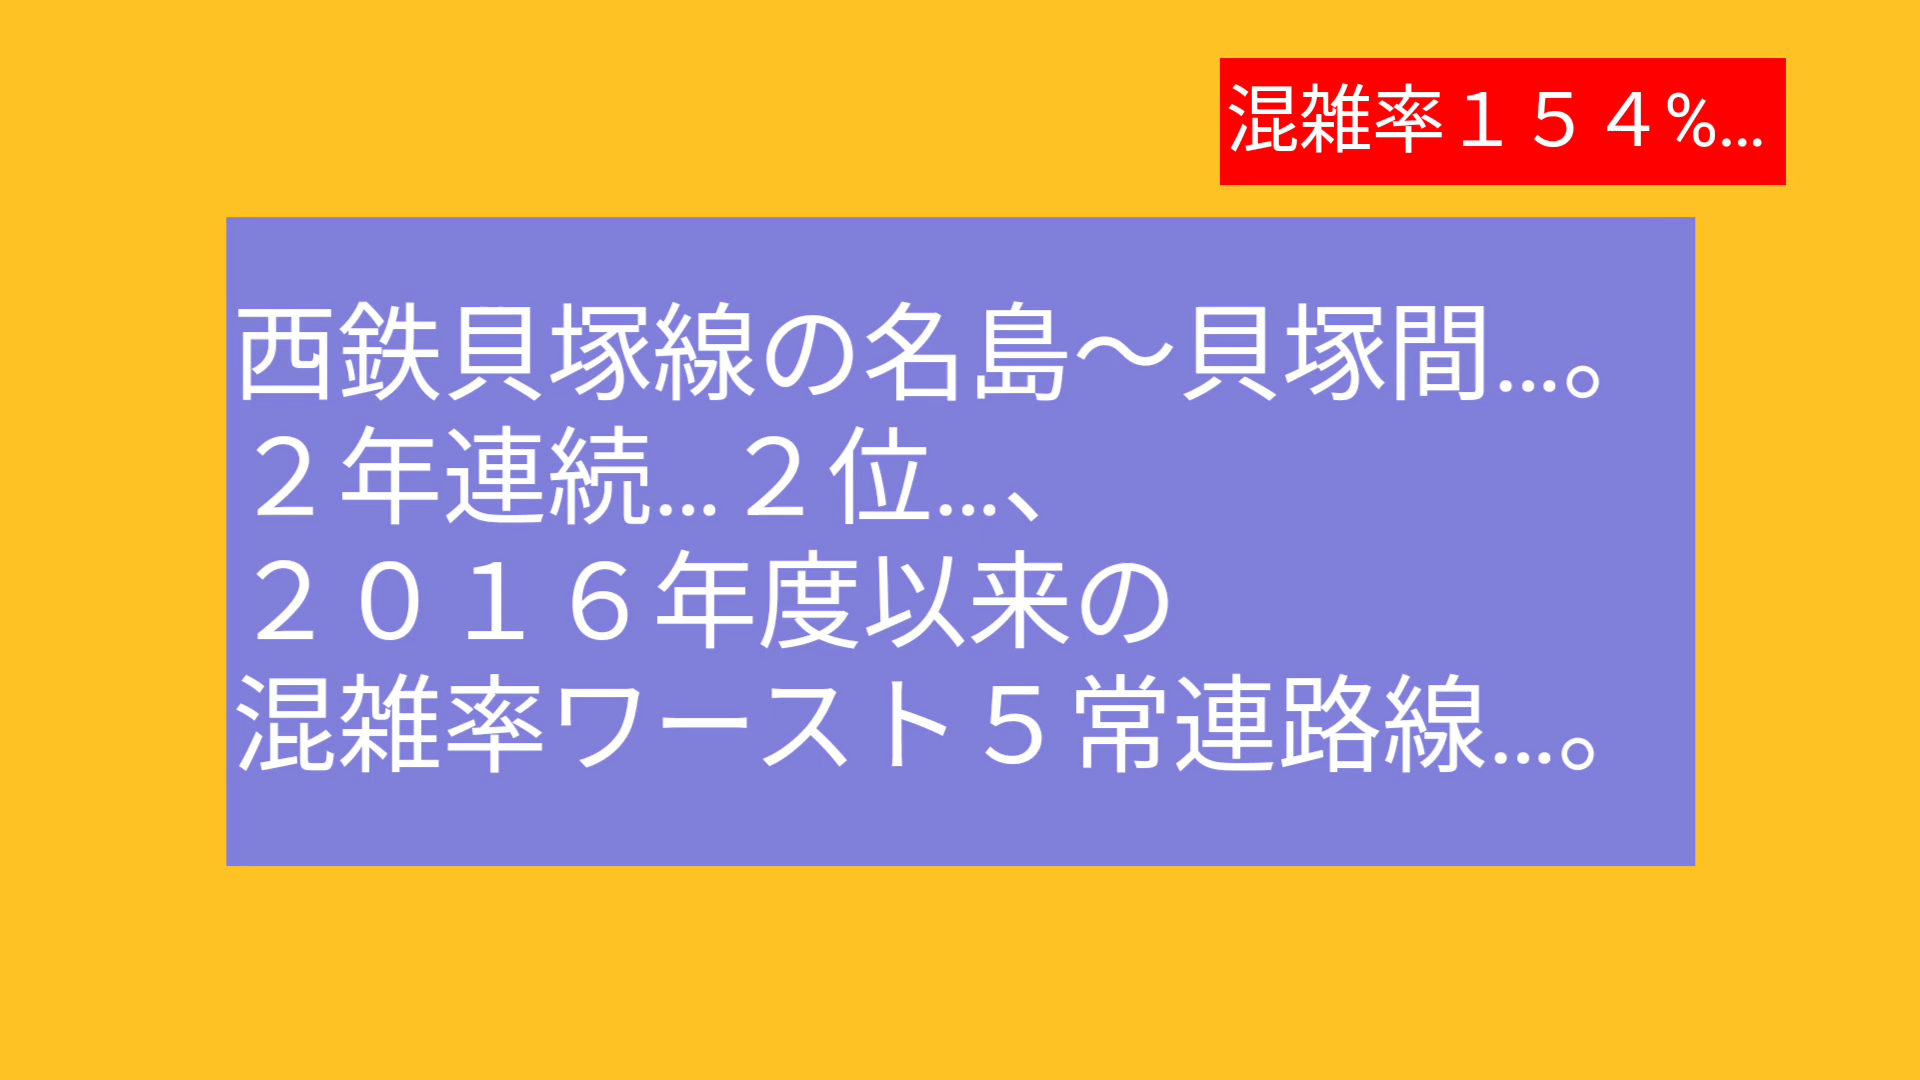 混雑率１５４%…
西鉄貝塚線の名島～貝塚間…。
２年連続…２位…、
２０１６年度以来の
混雑率ワースト５常連路線…。